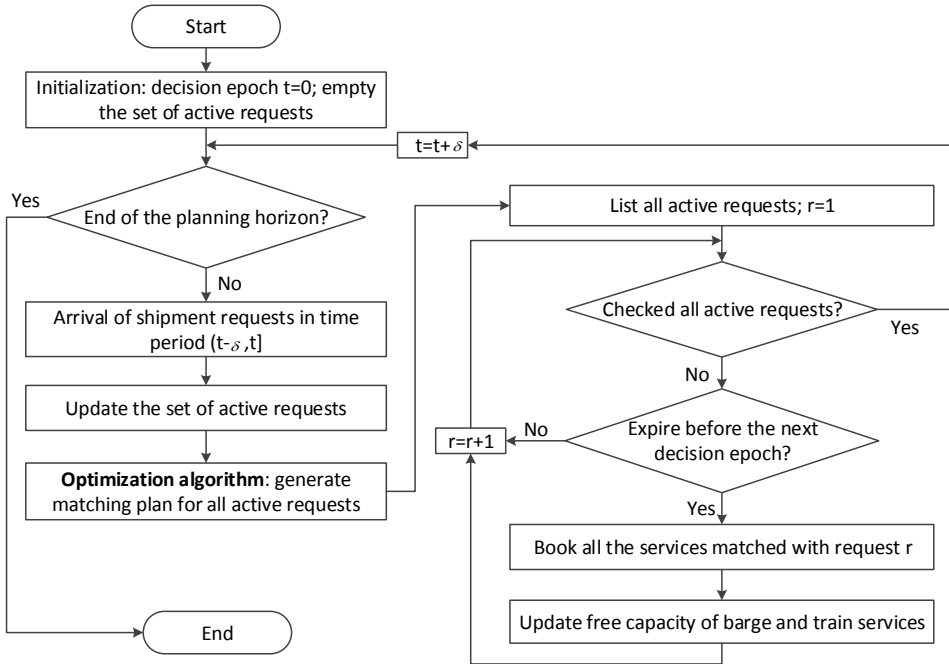 Start
Initialization: decision epoch t=0; empty
the set of active requests
t=t+δ
Yes
End of the planning horizon?
No
Arrival of shipment requests in time
period (t-δ,t]
Update the set of active requests
Optimization algorithm: generate
matching plan for all active requests
End
List all active requests; r=1
Checked all active requests?
Yes
No
Expire before the next
decision epoch?
No
r=r+1
Yes
Book all the services matched with request r
Update free capacity of barge and train services